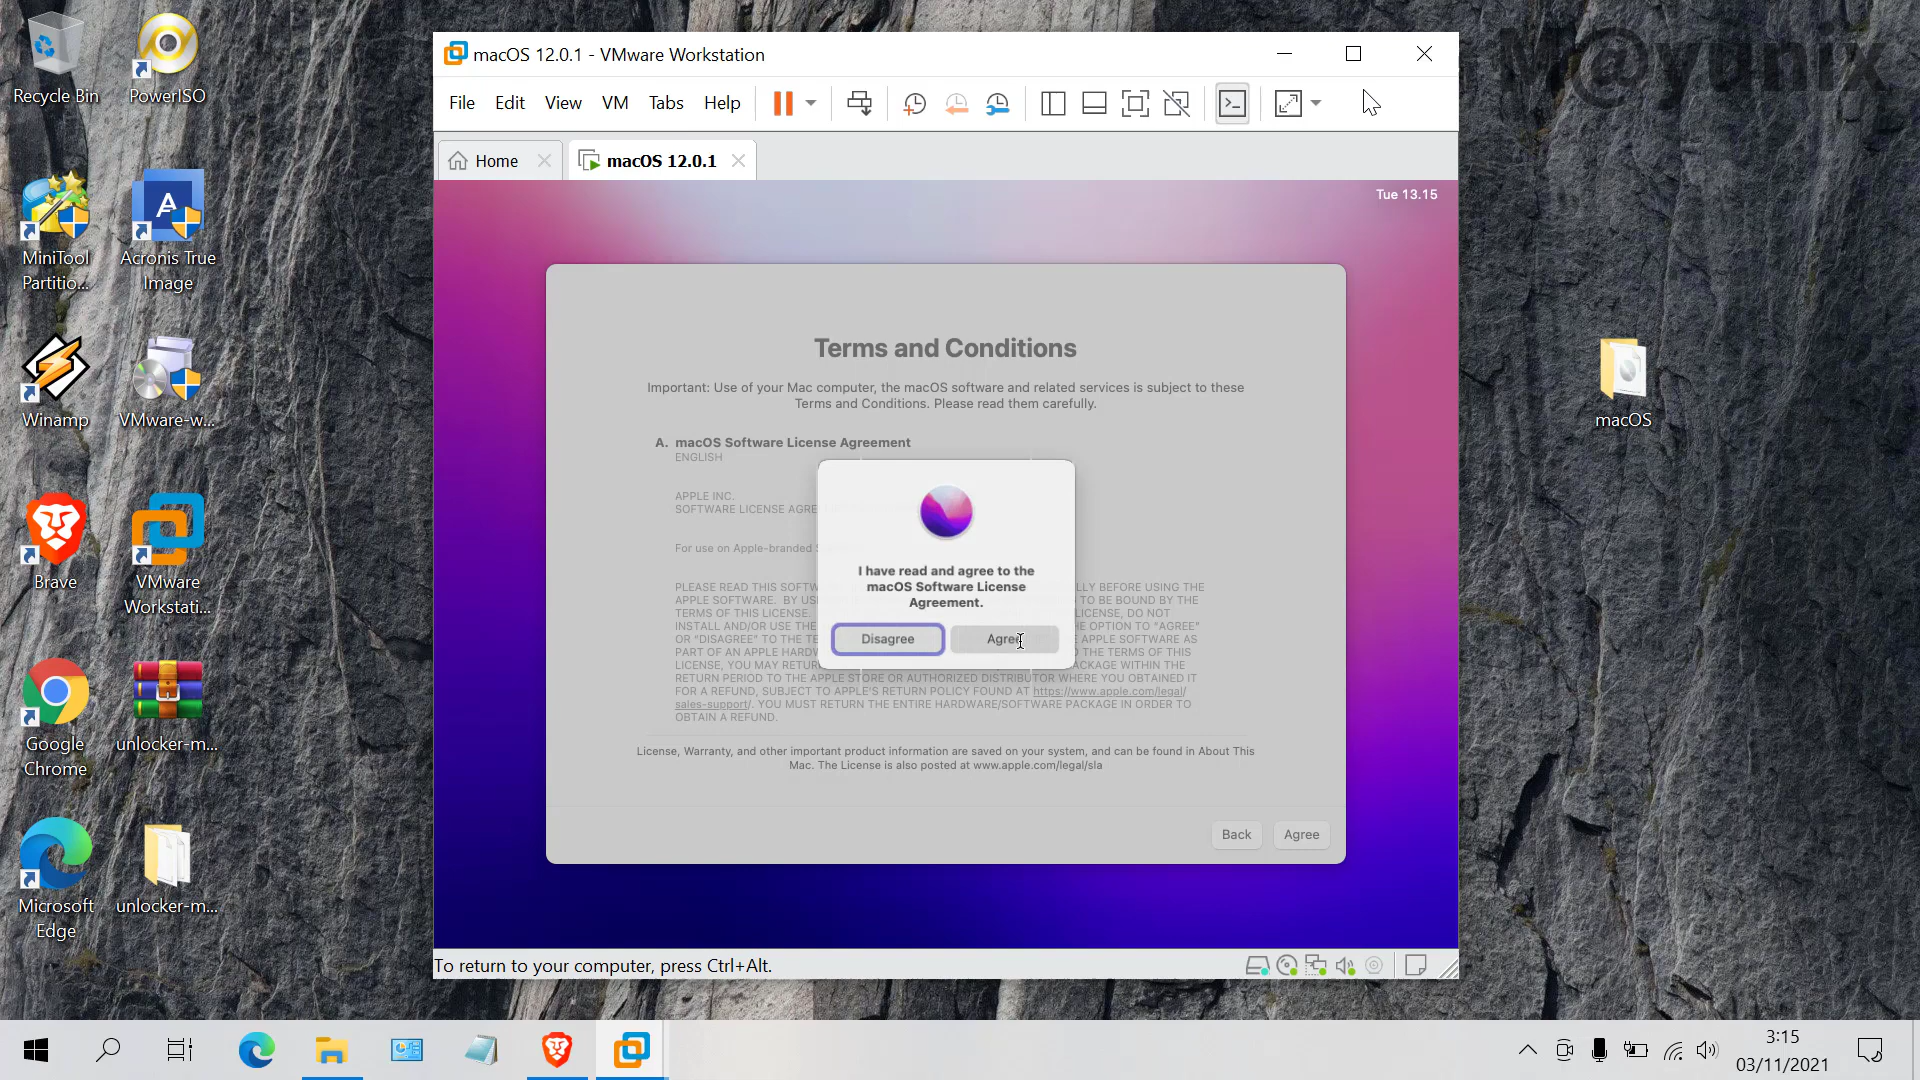 M@yunix
Recycle Bin
PowerISO
MiniTool
Partitio...
Acronis True
Image
Winamp
VMware-w...
Brave
VMware
Workstati...
Google
Chrome
unlocker-m...
Microsoft
Edge
unlocker-m...
macOS
macOS 12.0.1 - VMware Workstation
File Edit View VM Tabs Help
Home
macOS 12.0.1
Tue 13.15
Terms and Conditions
Important: Use of your Mac computer, the macOS software and related services is subject to these
Terms and Conditions. Please read them carefully.
A. macOS Software License Agreement
ENGLISH
APPLE INC.
SOFTWARE LICENSE AGRE
For use on Apple-branded S
PLEASE READ THIS SOFTW LLY BEFORE USING THE
APPLE SOFTWARE. BY US TO BE BOUND BY THE
TERMS OF THIS LICENSE. LICENSE, DO NOT
INSTALL AND/OR USE THE HE OPTION TO "AGREE"
OR "DISAGREE" TO THE TE APPLE SOFTWARE AS
PART OF AN APPLE HARDW THE TERMS OF THIS
LICENSE, YOU MAY RETUR ACKAGE WITHIN THE
RETURN PERIOD TO THE APPLE STORE OR AUTHORIZED DISTRIBUTOR WHERE YOU OBTAINED IT
FOR A REFUND, SUBJECT TO APPLE'S RETURN POLICY FOUND AT https://www.apple.com/legal/
sales-support/. YOU MUST RETURN THE ENTIRE HARDWARE/SOFTWARE PACKAGE IN ORDER TO
OBTAIN A REFUND.
I have read and agree to the
macOS Software License
Agreement.
Disagree
Agree
License, Warranty, and other important product information are saved on your system, and can be found in About This
Mac. The License is also posted at www.apple.com/legal/sla
Back
Agree
To return to your computer, press Ctrl+Alt.
3:15
03/11/2021